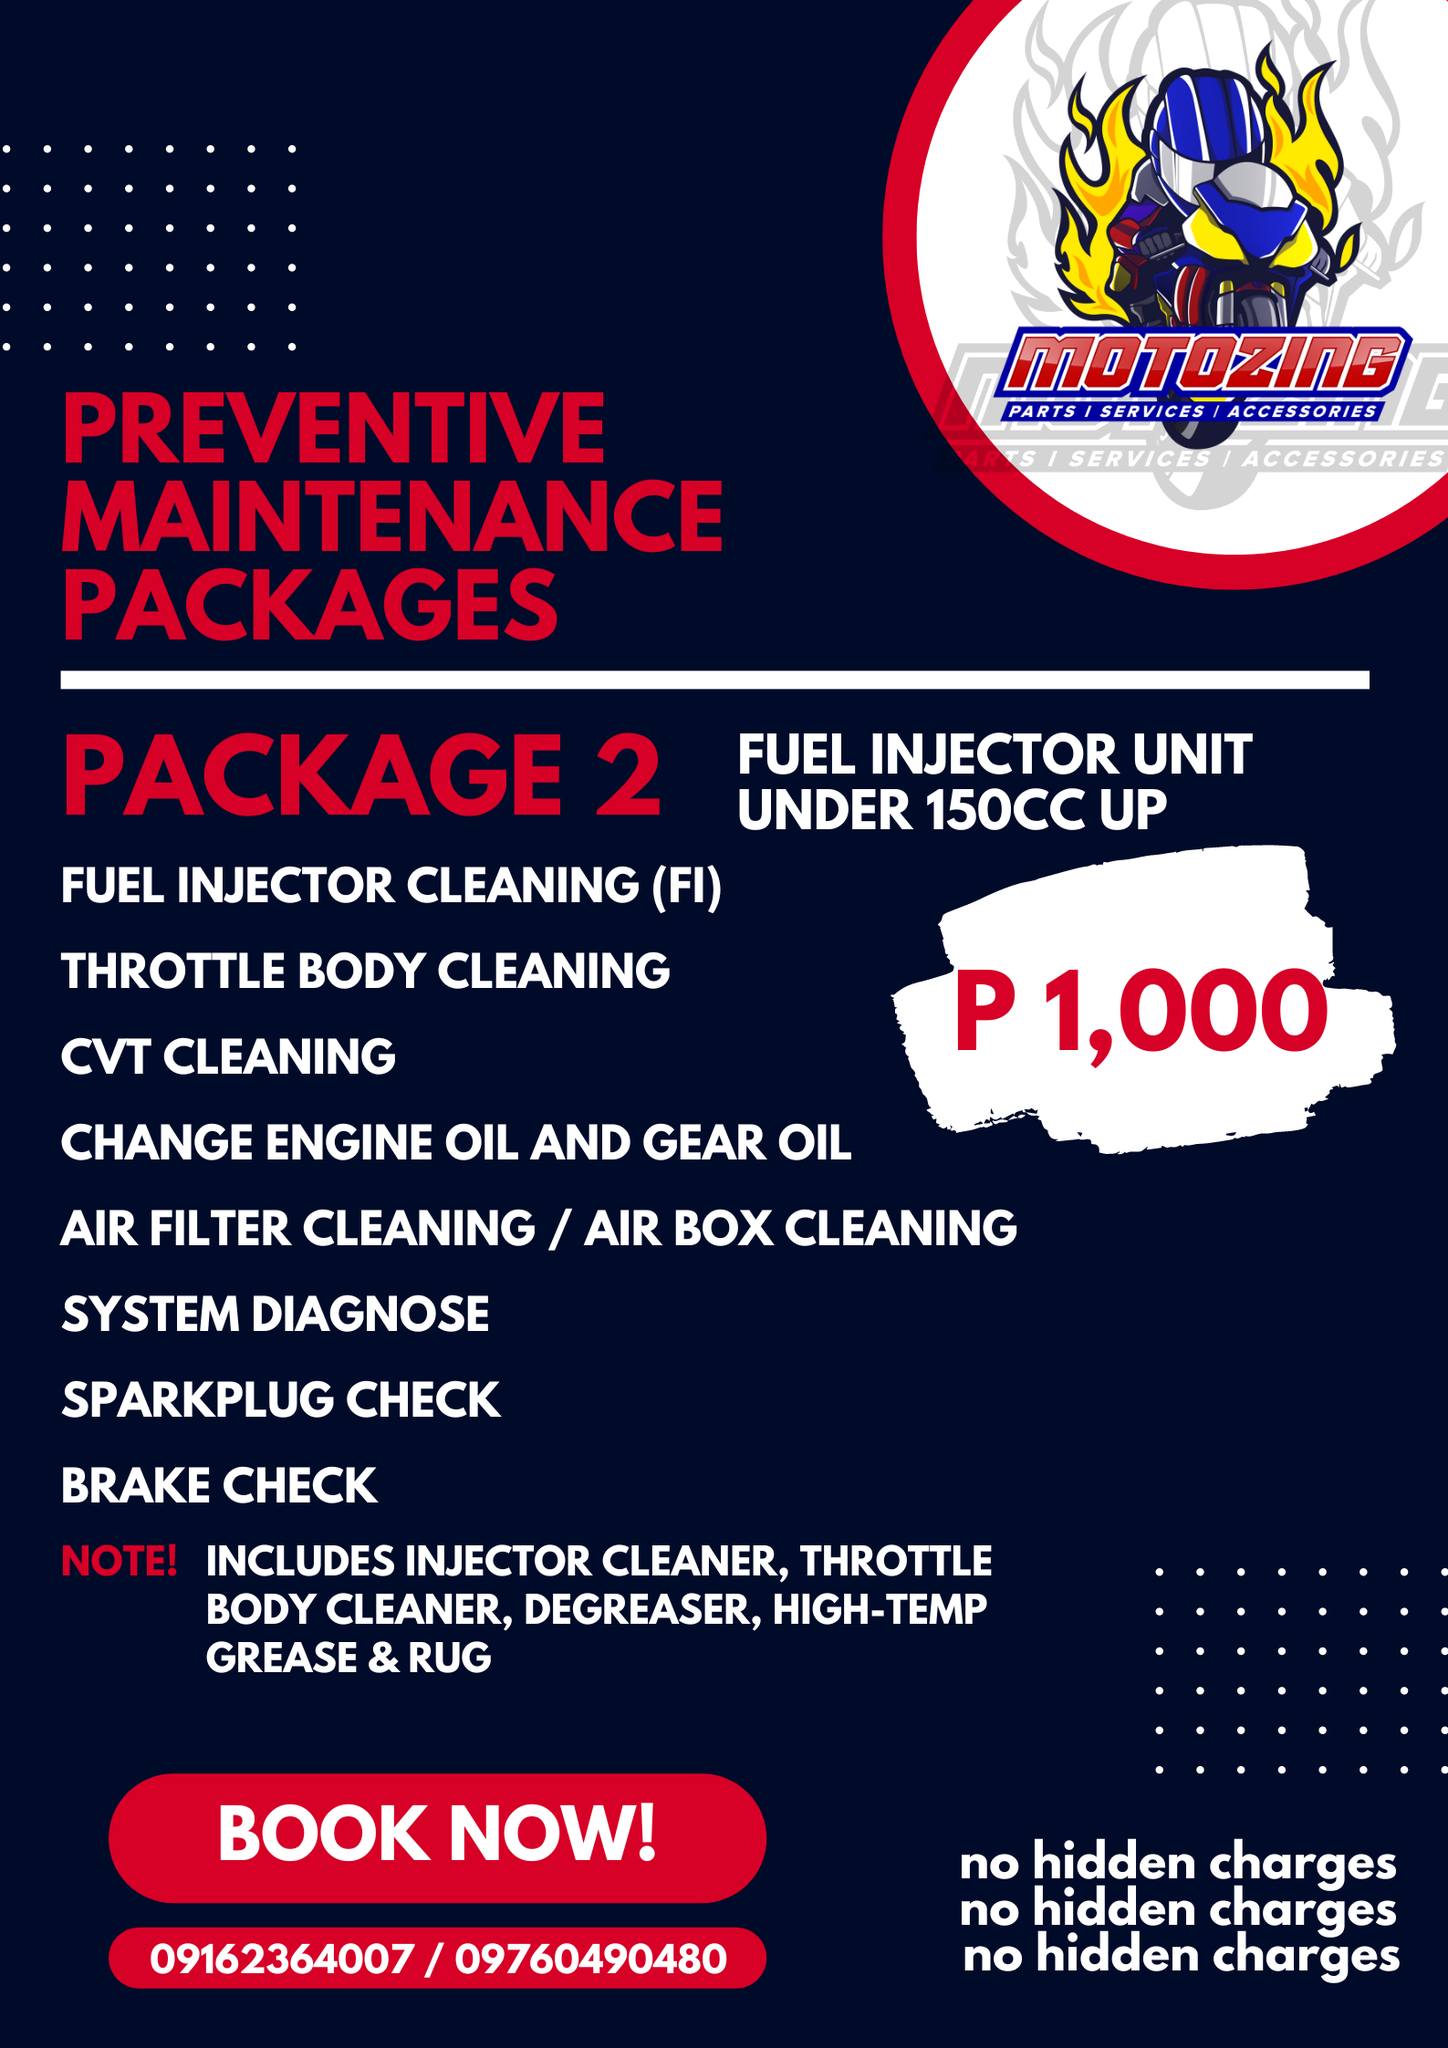 MOTOZING
PARTS | SERVICES | ACCESSORIES
PARTS | SERVICES / ACCESSORIES
PREVENTIVE
MAINTENANCE
PACKAGES
PACKAGE 2
FUEL INJECTOR UNIT
UNDER 150CC UP
FUEL INJECTOR CLEANING (FI)
THROTTLE BODY CLEANING
CVT CLEANING
CHANGE ENGINE OIL AND GEAR OIL
AIR FILTER CLEANING / AIR BOX CLEANING
SYSTEM DIAGNOSE
SPARKPLUG CHECK
BRAKE CHECK
P 1,000
NOTE! INCLUDES INJECTOR CLEANER, THROTTLE
BODY CLEANER, DEGREASER, HIGH-TEMP
GREASE & RUG
BOOK NOW!
09162364007 / 09760490480
no hidden charges
no hidden charges
no hidden charges